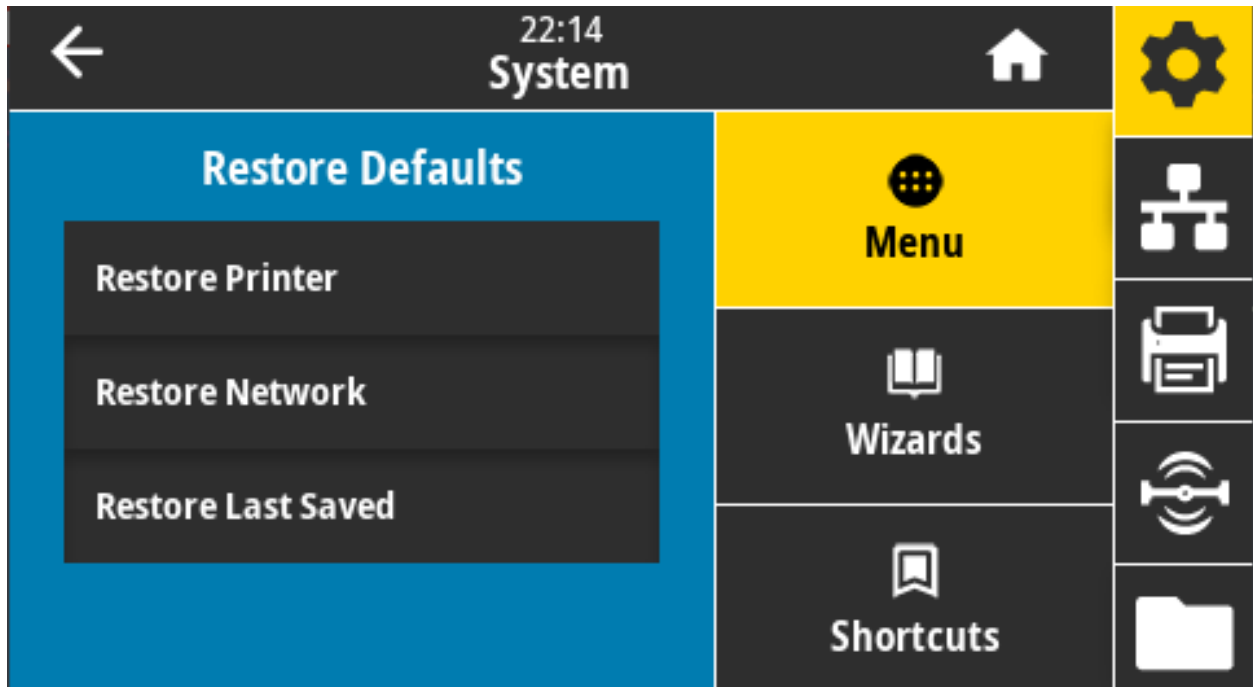 22:14
System
Restore Defaults
Restore Printer
Restore Network
Restore Last Saved
Menu
Wizards
Shortcuts